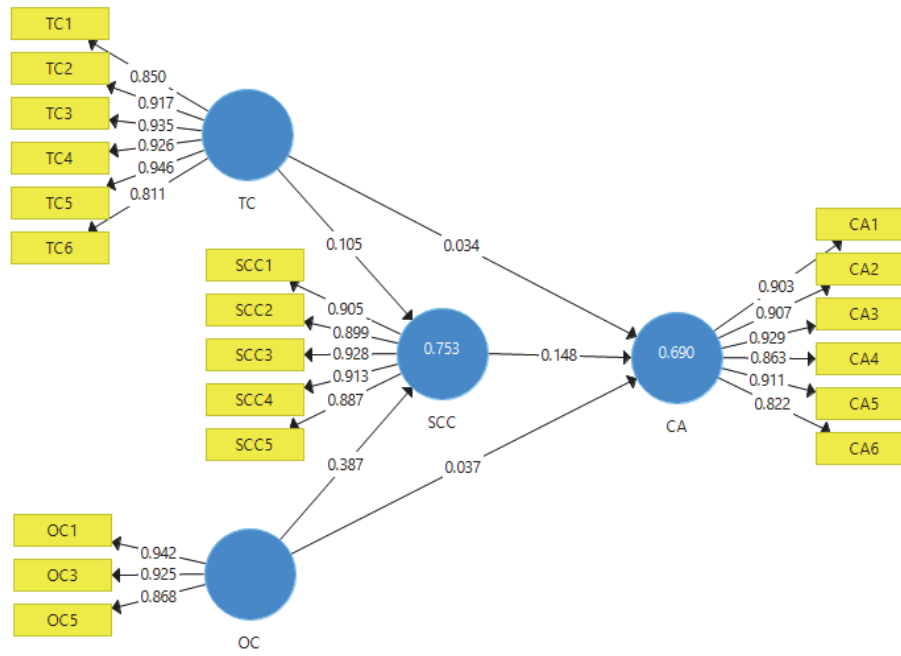 TC1
TC2
TC3
TC4
TC5
TC6
0.850
0.917
0.935
0.926
0.946
0.811
TC
0.105
0.034
SCC1
SCC2
SCC3
SCC4
SCC5
0.905
0.899
0.928
0.913
0.887
0.753
SCC
0.148
0.690
CA
0.903
0.907
0.929
0.863
0.911
0.822
CA1
CA2
CA3
CA4
CA5
CA6
0.387
0.037
OC1
OC3
OC5
0.942
0.925
0.868
OC